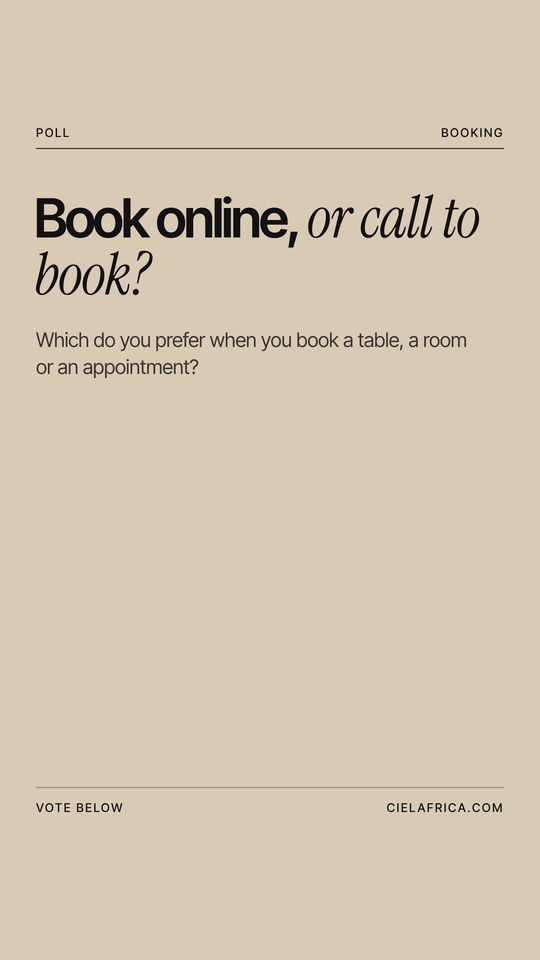 POLL
BOOKING
Book online, or call to
book?
Which do you prefer when you book a table, a room
or an appointment?
VOTE BELOW
CIELAFRICA.COM